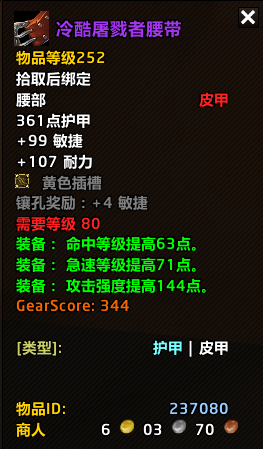 冷酷屠戮者腰带
物品等级252
拾取后绑定
腰部 皮甲
361点护甲
+99 敏捷
+107 耐力
黄色插槽
镶孔奖励：+4 敏捷
需要等级 80
装备：命中等级提高63点。
装备：急速等级提高71点。
装备：攻击强度提高144点。
GearScore: 344
[类型]: 护甲 | 皮甲
物品ID: 237080
商人 6 03 70